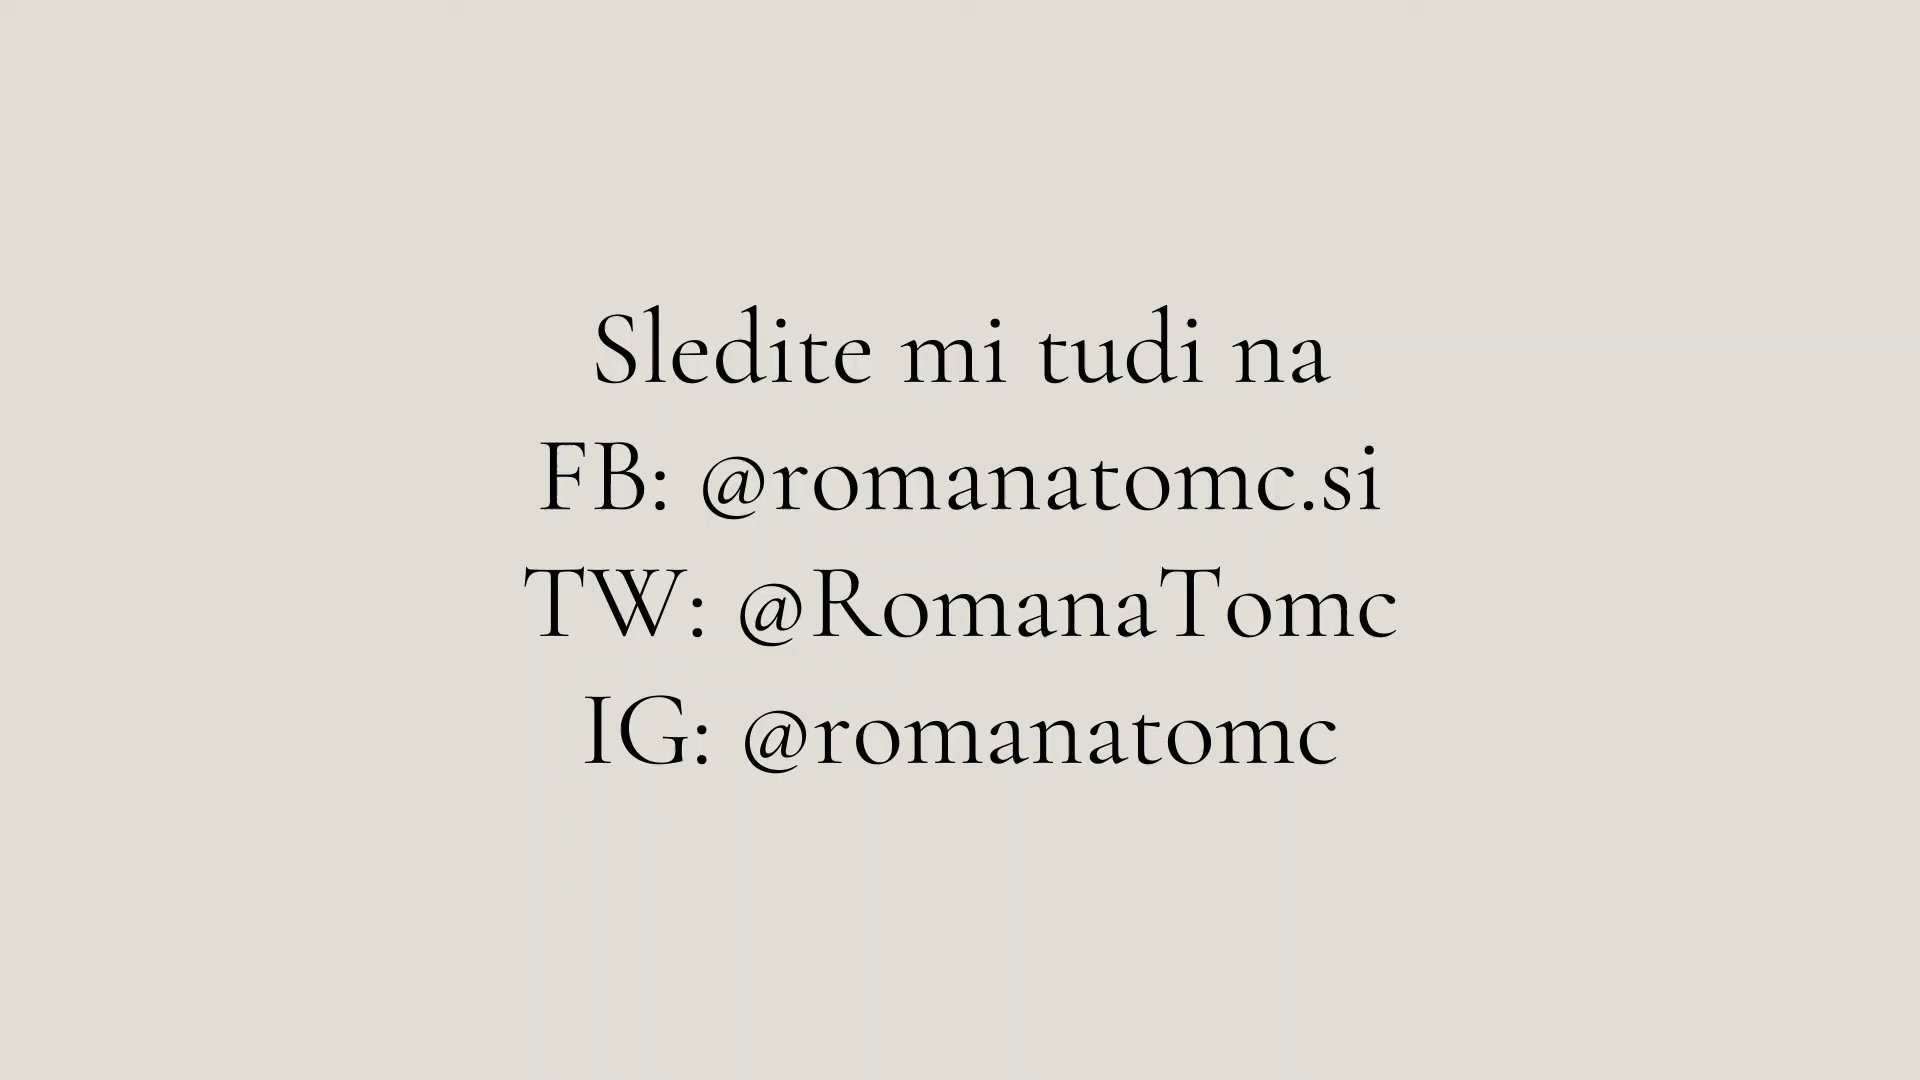 Sledite mi tudi na
FB: @romanatomc.si
TW: @RomanaTomc
IG: @romanatomc